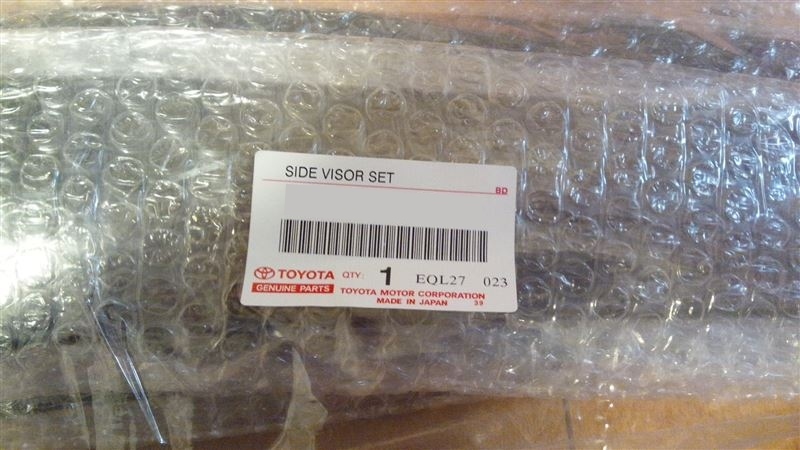 SIDE VISOR SET
BD
TOYOTA QTY: 1 EQL27 023
GENUINE PARTS TOYOTA MOTOR CORPORATION
MADE IN JAPAN 39